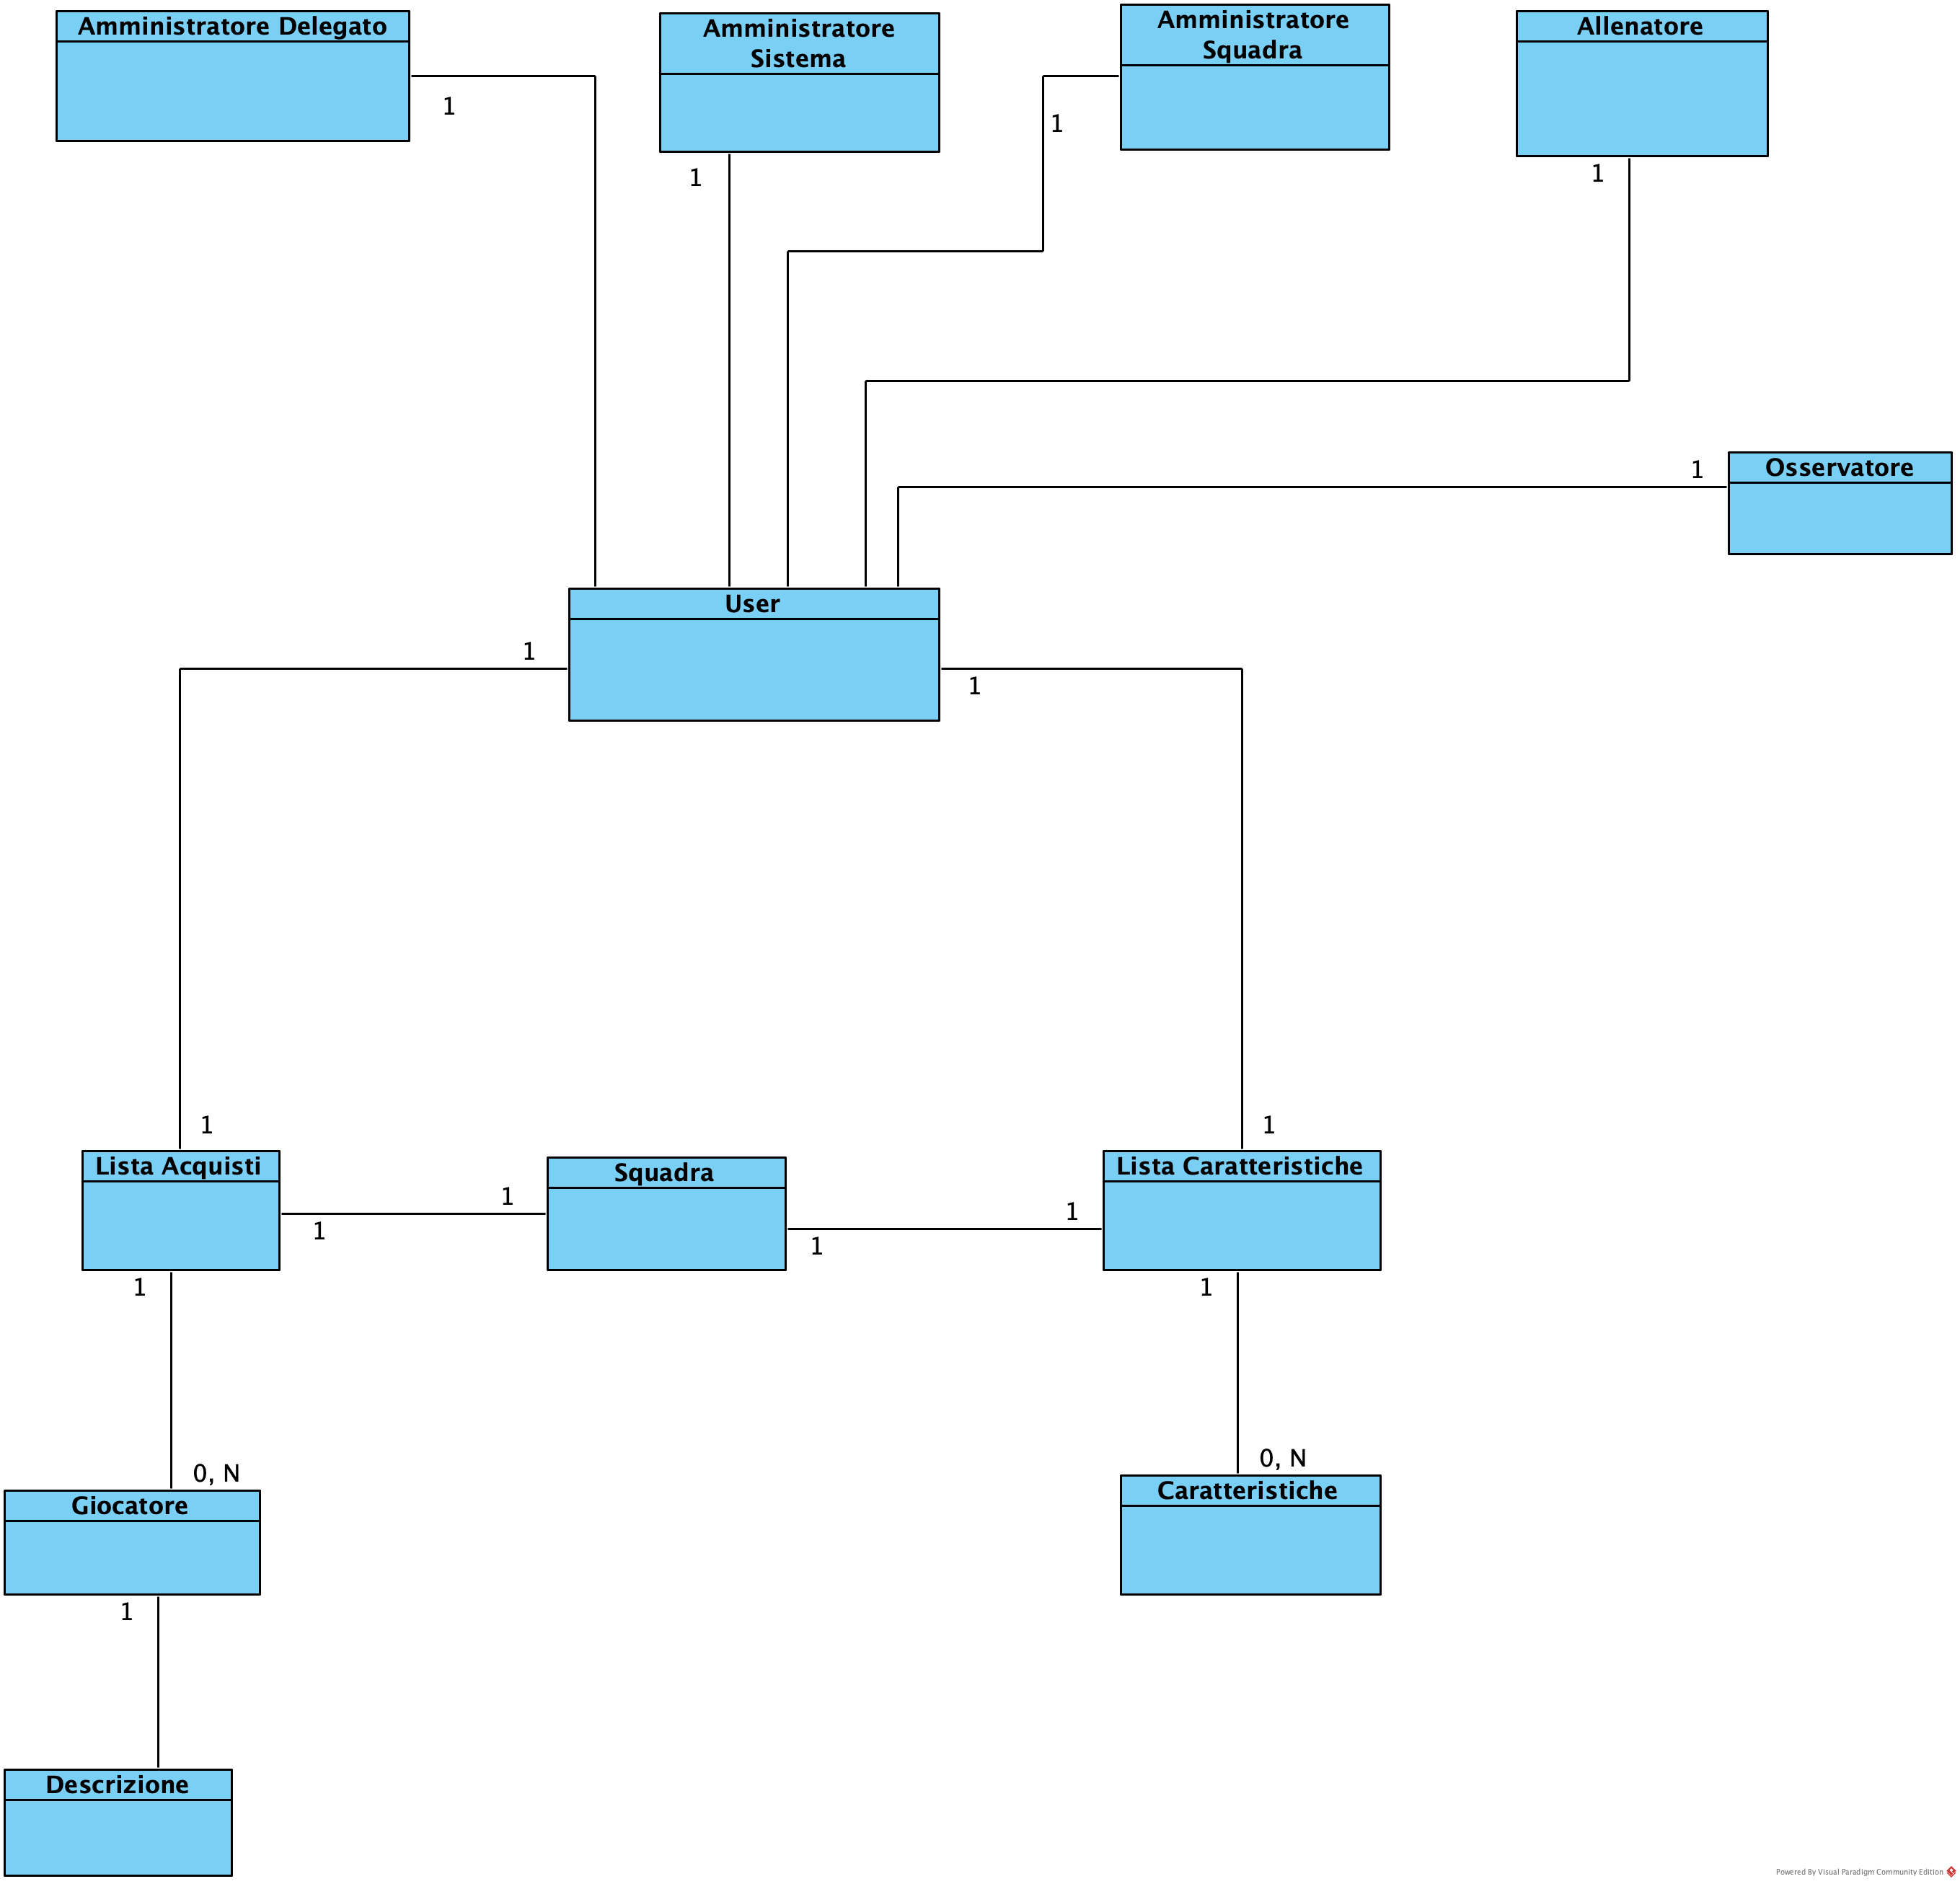 Amministratore Delegato
Amministratore
Sistema
Amministratore
Squadra
Allenatore
1
1
1
1
Osservatore
1
User
1
1
1
1
Lista Acquisti
Squadra
Lista Caratteristiche
1
1
1
1
1
1
0, N
0, N
Giocatore
Caratteristiche
1
Descrizione
Powered By Visual Paradigm Community Edition